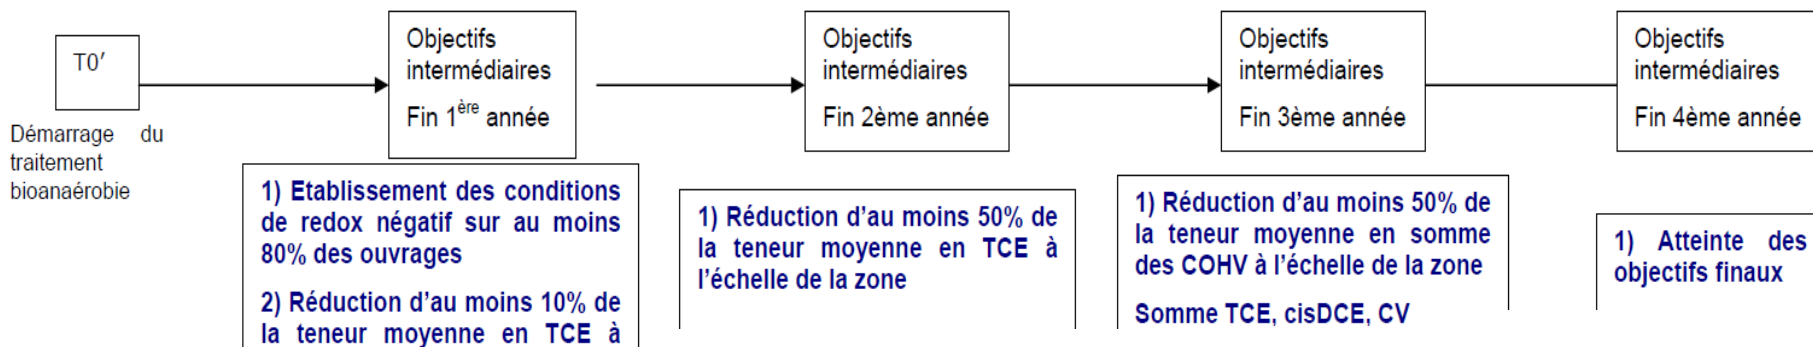 T0’
Démarrage du
traitement
bioanaérobie
Objectifs
intermédiaires
Fin 1ère année
1) Etablissement des conditions
de redox négatif sur au moins
80% des ouvrages
2) Réduction d’au moins 10% de
la teneur moyenne en TCE à
Objectifs
intermédiaires
Fin 2ème année
1) Réduction d’au moins 50% de
la teneur moyenne en TCE à
l’échelle de la zone
Objectifs
intermédiaires
Fin 3ème année
1) Réduction d’au moins 50% de
la teneur moyenne en somme
des COHV à l’échelle de la zone
Somme TCE, cisDCE, CV
Objectifs
intermédiaires
Fin 4ème année
1) Atteinte des
objectifs finaux